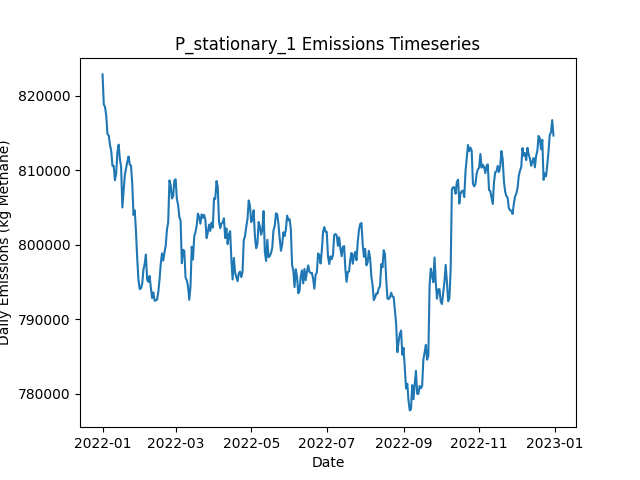 P_stationary_1 Emissions Timeseries
Daily Emissions (kg Methane)
820000
810000
800000
790000
780000
2022-01 2022-03 2022-05 2022-07 2022-09 2022-11 2023-01
Date